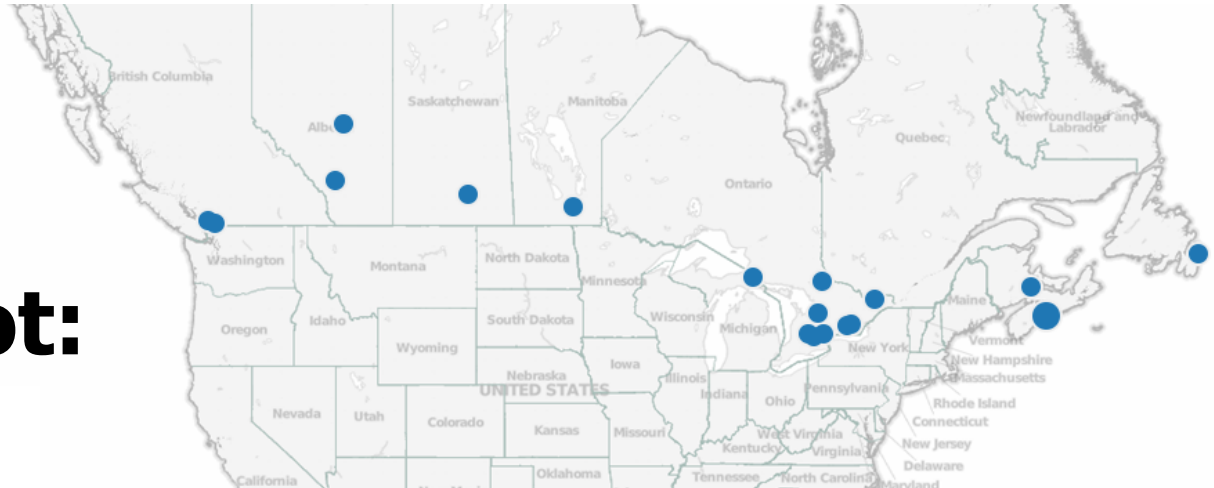 British Columbia
Saskatchewan
Manitoba
Newfoundland and
Labrador
Quebec
Ontario
ot:
Washington
Montana
North Dakota
Minnesota
Maine
Oregon
Idaho
South Dakota
Wisconsin
Michigan
Wyoming
New York
Vermont
New Hampshire
Iowa
Nebraska
Illinois
Massachusetts
UNITED STATES
Indiana
Ohio
Pennsylvania
Rhode Island
Nevada
Utah
Colorado
Kansas
Missouri
West Virginia
Connecticut
Kentucky
Virginia
New Jersey
Delaware
California
Oklahoma
Tennessee
North Carolina
Maryland